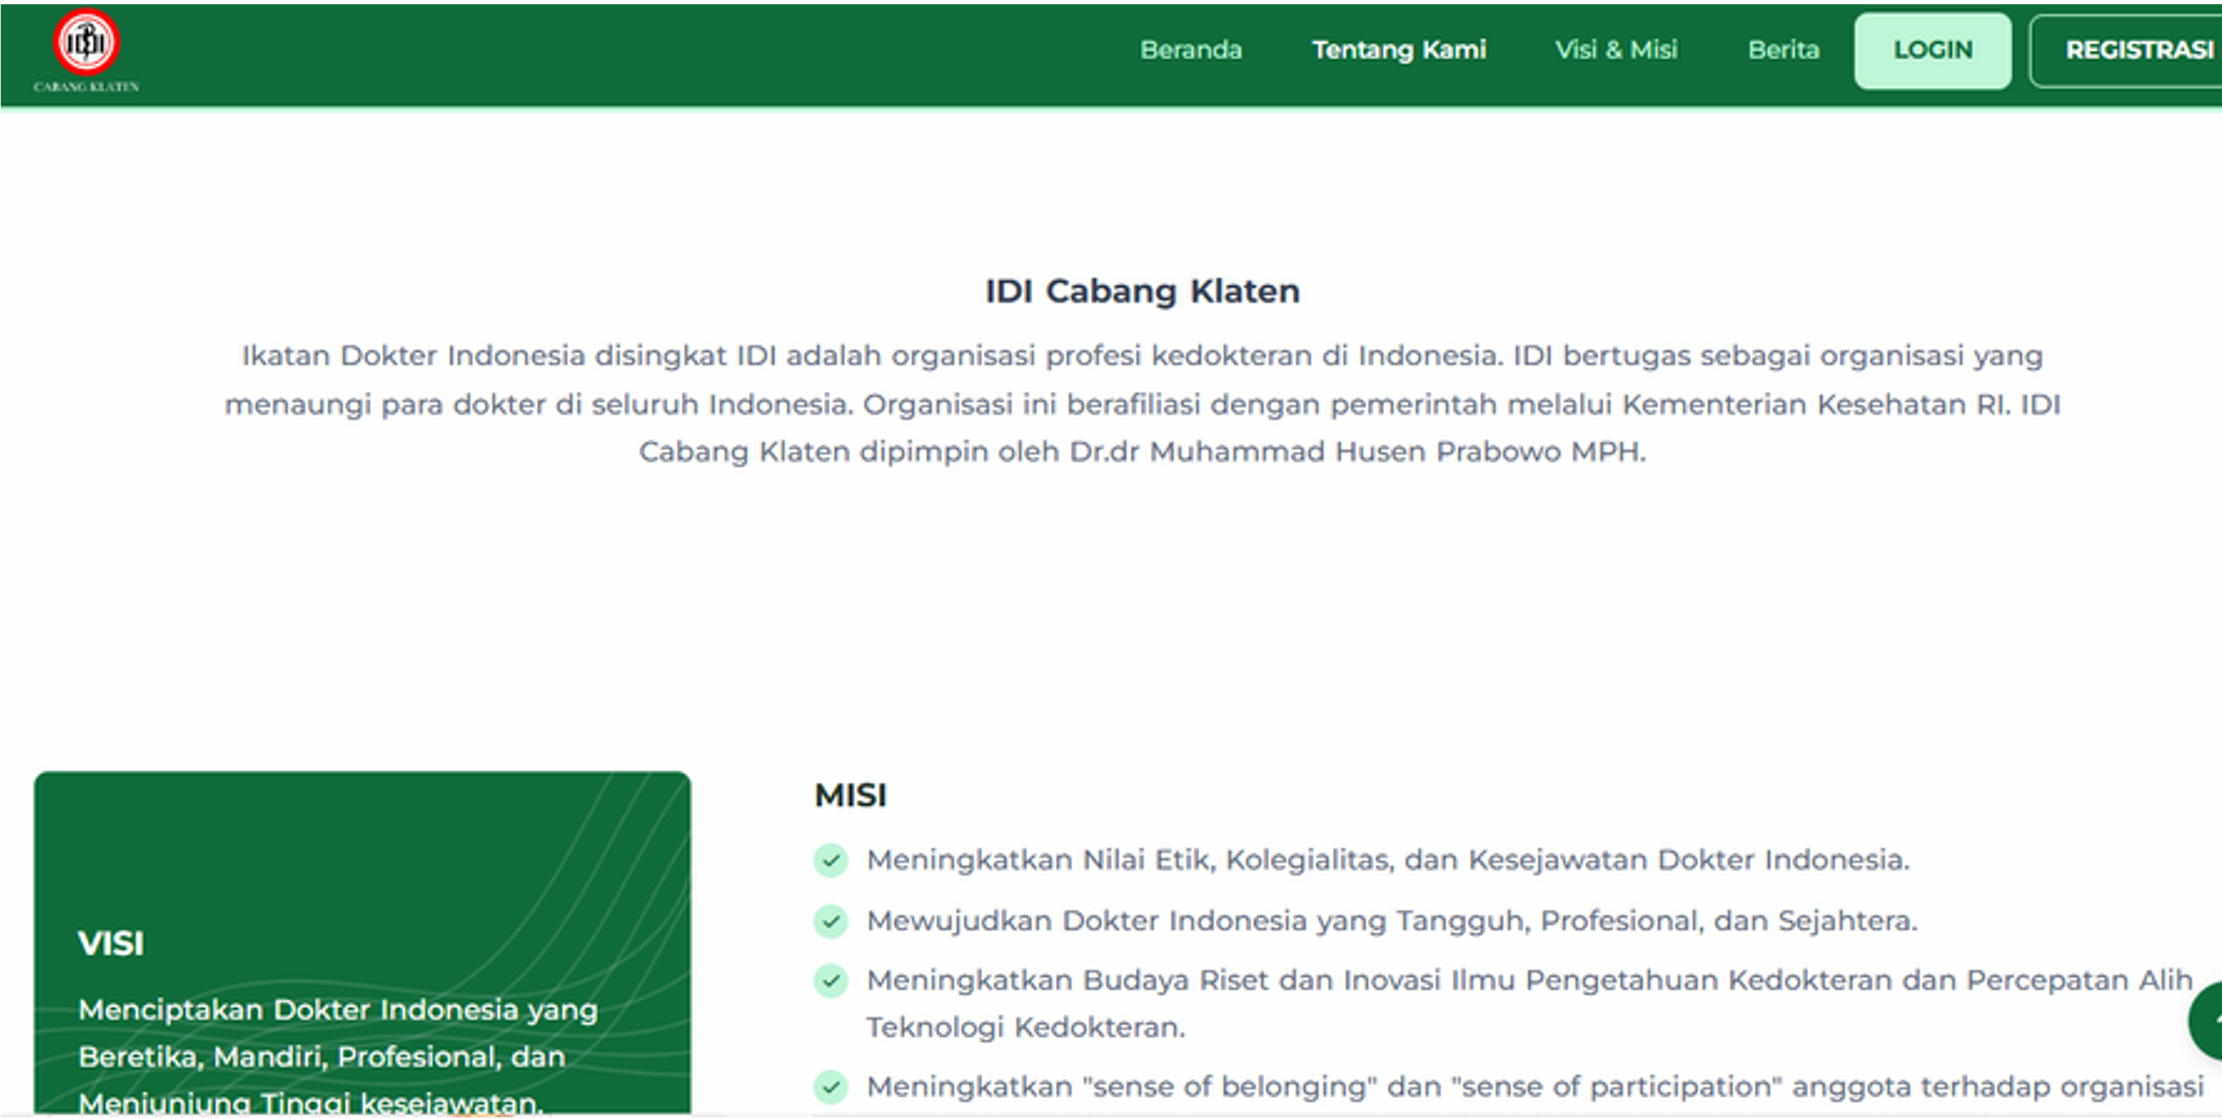 IDI
CABANG KLATEN
Beranda
Tentang Kami
Visi & Misi
Berita
LOGIN
REGISTRASI
IDI Cabang Klaten
Ikatan Dokter Indonesia disingkat IDI adalah organisasi profesi kedokteran di Indonesia. IDI bertugas sebagai organisasi yang
menaungi para dokter di seluruh Indonesia. Organisasi ini berafiliasi dengan pemerintah melalui Kementerian Kesehatan RI. IDI
Cabang Klaten dipimpin oleh Dr.dr Muhammad Husen Prabowo MPH.
VISI
Menciptakan Dokter Indonesia yang
Beretika, Mandiri, Profesional, dan
Menjunjung Tinggi kesejawatan.
MISI
Meningkatkan Nilai Etik, Kolegialitas, dan Kesejawatan Dokter Indonesia.
Mewujudkan Dokter Indonesia yang Tangguh, Profesional, dan Sejahtera.
Meningkatkan Budaya Riset dan Inovasi Ilmu Pengetahuan Kedokteran dan Percepatan Alih
Teknologi Kedokteran.
Meningkatkan "sense of belonging" dan "sense of participation" anggota terhadap organisasi